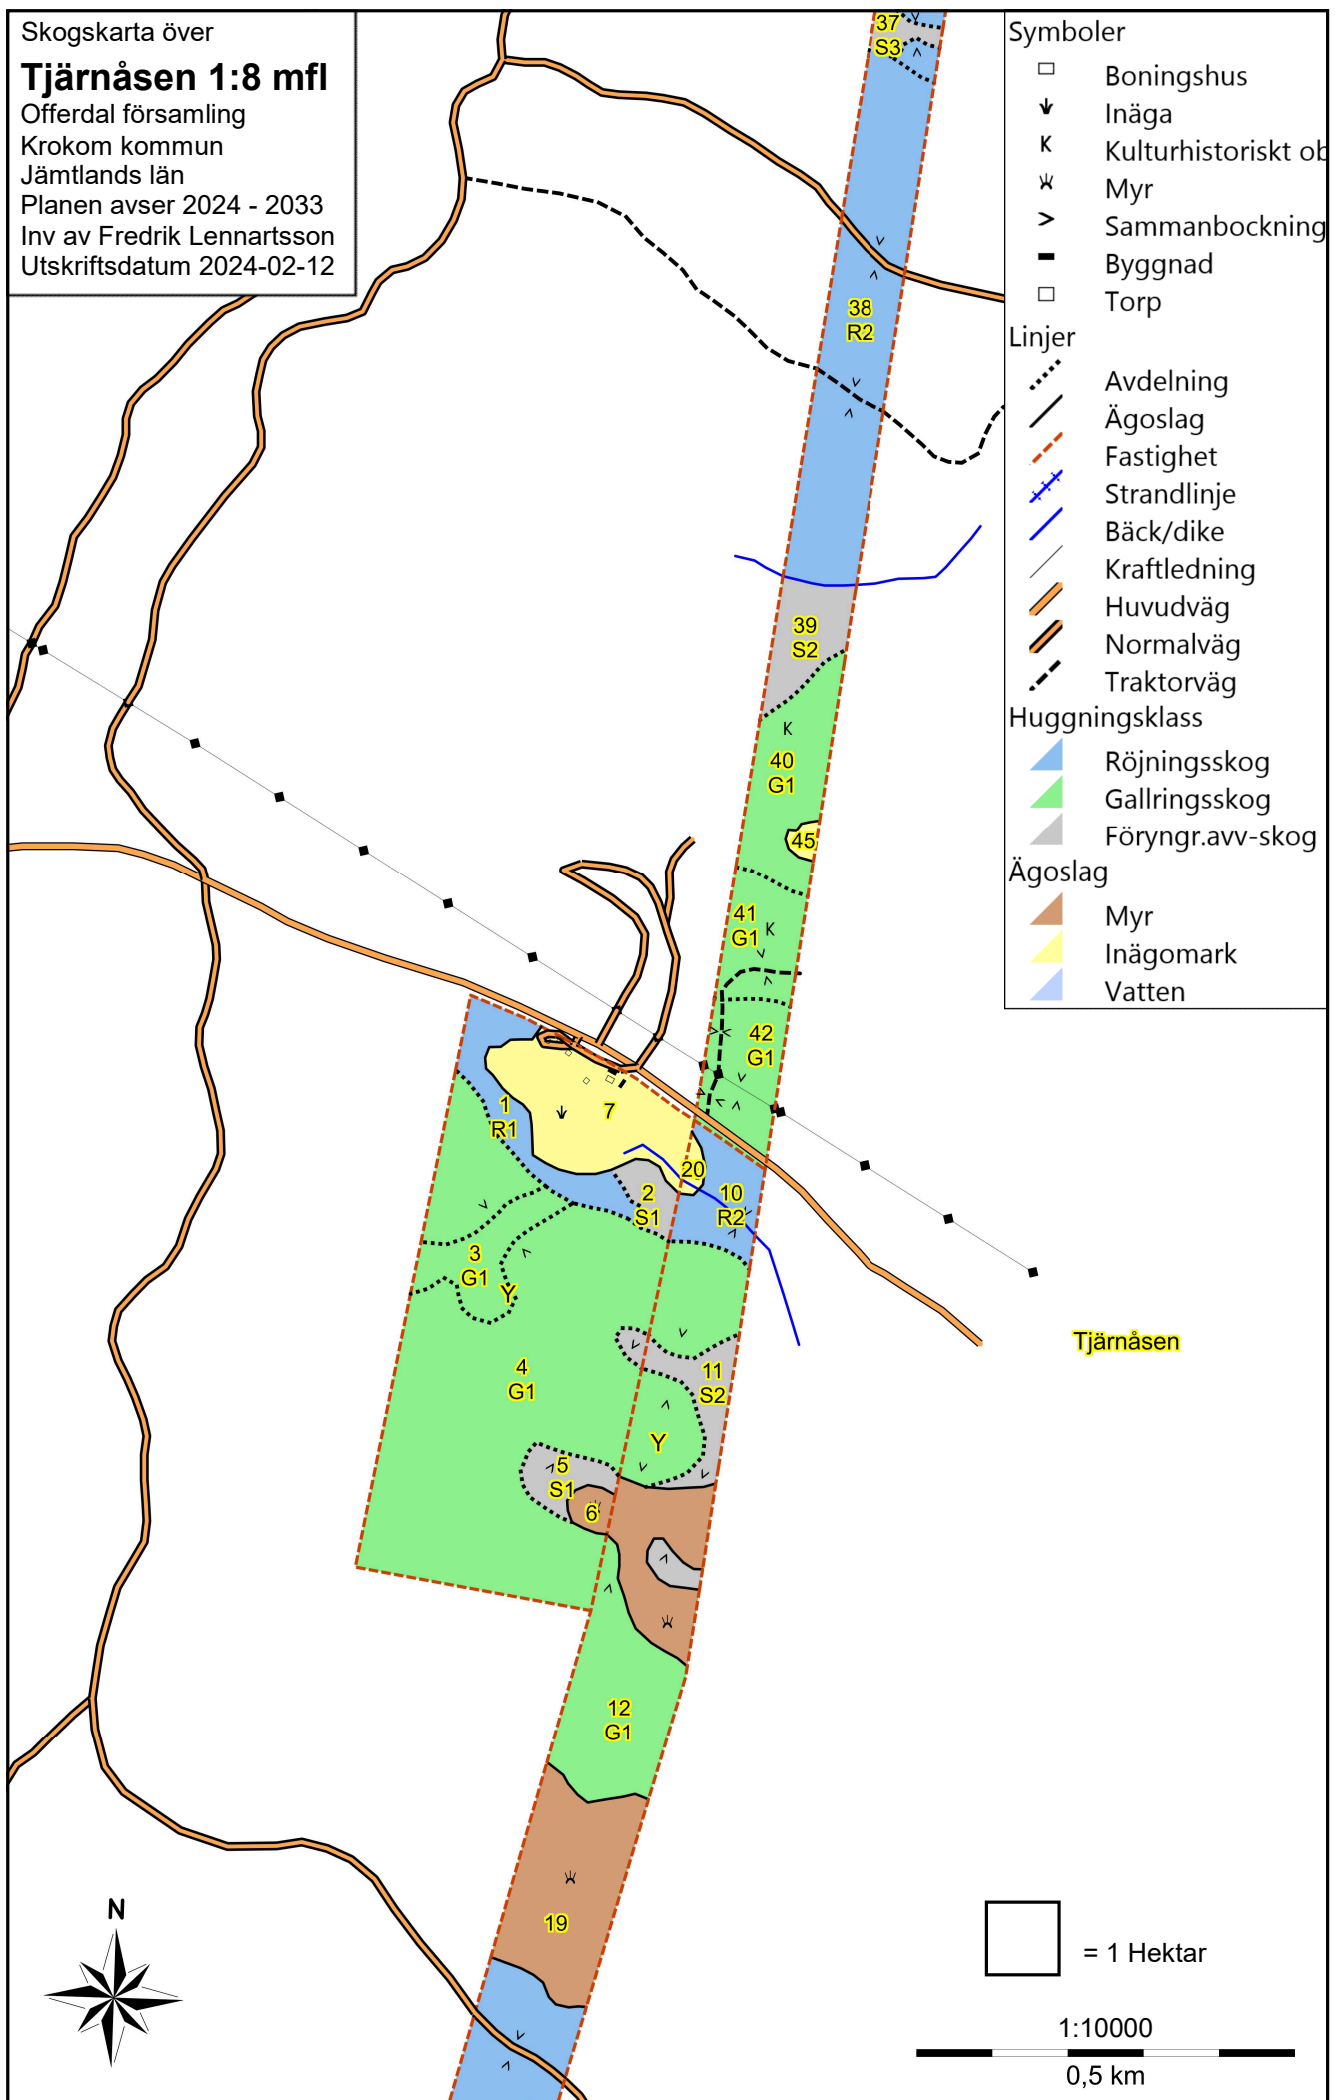 Skogskarta över
Tjärnåsen 1:8 mfl
Offerdal församling
Krokom kommun
Jämtlands län
Planen avser 2024 - 2033
Inv av Fredrik Lennartsson
Utskriftsdatum 2024-02-12
Symboler
Boningshus
Inäga
Kulturhistoriskt ob
Myr
Sammanbockning
Byggnad
Torp
Linjer
Avdelning
Ägoslag
Fastighet
Strandlinje
Bäck/dike
Kraftledning
Huvudväg
Normalväg
Traktorväg
Huggningsklass
Röjningsskog
Gallringsskog
Föryngr.avv-skog
Ägoslag
Myr
Inägomark
Vatten
37
S3
38
R2
39
S2
K
40
G1
45
41
G1
K
42
G1
1
R1
7
20
2
S1
10
R2
3
G1
Y
Tjärnåsen
4
G1
11
S2
Y
5
S1
6
12
G1
19
N
= 1 Hektar
1:10000
0,5 km